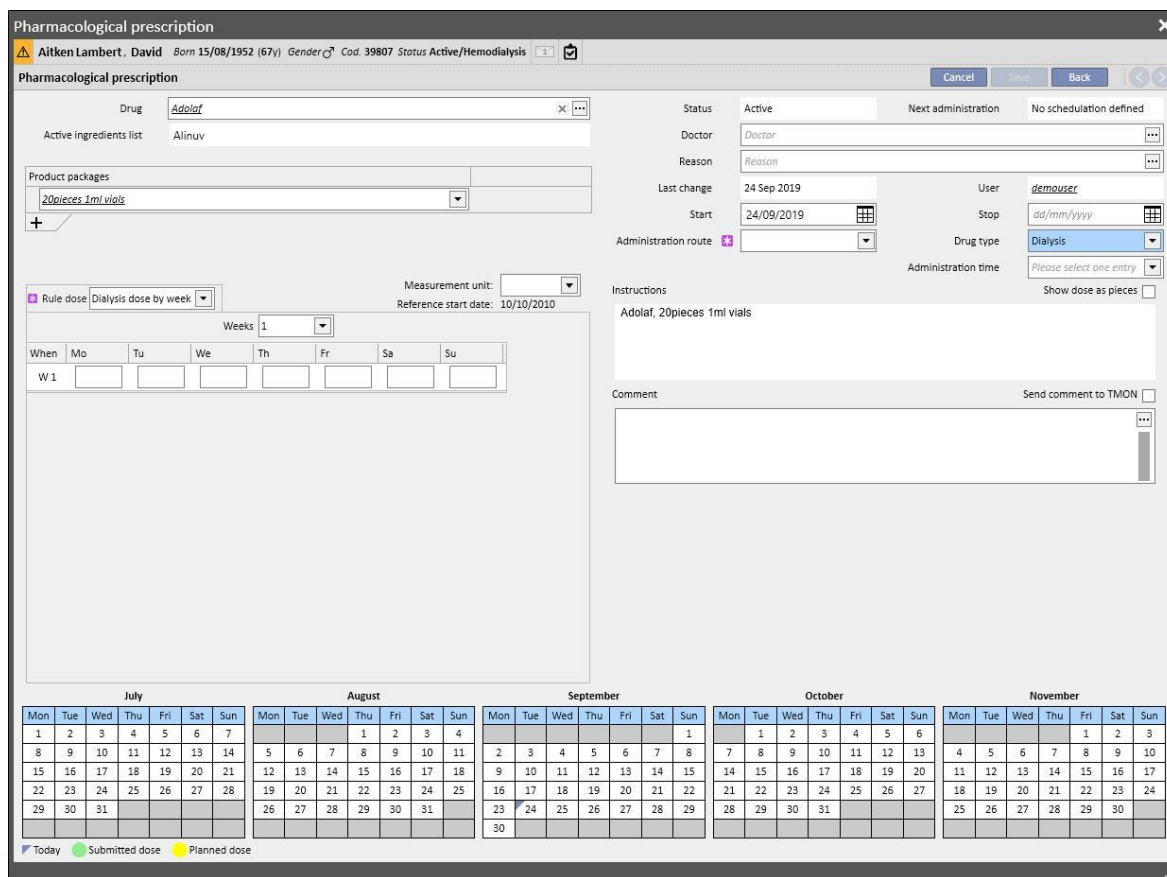 Pharmacological prescription
Aitken Lambert, David Born 15/08/1952 (67y) Gender Cod. 39807 Status Active/Hemodialysis 1
Pharmacological prescription Cancel Save Back
Drug Adolaf
Active ingredients list Alinuv
Product packages
20pieces 1ml vials
+
Status Active Next administration No schedulation defined
Doctor Doctor
Reason Reason
Last change 24 Sep 2019 User demouser
Start 24/09/2019 Stop dd/mm/yyyy
Administration route Drug type Dialysis
Administration time Please select one entry
Measurement unit:
Rule dose Dialysis dose by week Reference start date: 10/10/2010
Weeks 1
When Mo Tu We Th Fr Sa Su
W 1
Instructions Show dose as pieces
Adolaf, 20pieces 1ml vials
Comment Send comment to TMON
July August September October November
Mon Tue Wed Thu Fri Sat Sun Mon Tue Wed Thu Fri Sat Sun Mon Tue Wed Thu Fri Sat Sun Mon Tue Wed Thu Fri Sat Sun Mon Tue Wed Thu Fri Sat Sun
1 2 3 4 5 6 7 1 2 3 4 1 1 2 3 4 5 6 1 2 3
8 9 10 11 12 13 14 5 6 7 8 9 10 11 2 3 4 5 6 7 8 7 8 9 10 11 12 13 4 5 6 7 8 9 10
15 16 17 18 19 20 21 12 13 14 15 16 17 18 9 10 11 12 13 14 15 14 15 16 17 18 19 20 11 12 13 14 15 16 17
22 23 24 25 26 27 28 19 20 21 22 23 24 25 16 17 18 19 20 21 22 21 22 23 24 25 26 27 18 19 20 21 22 23 24
29 30 31 26 27 28 29 30 31 23 24 25 26 27 28 29 28 29 30 31 25 26 27 28 29 30
30
Today Submitted dose Planned dose